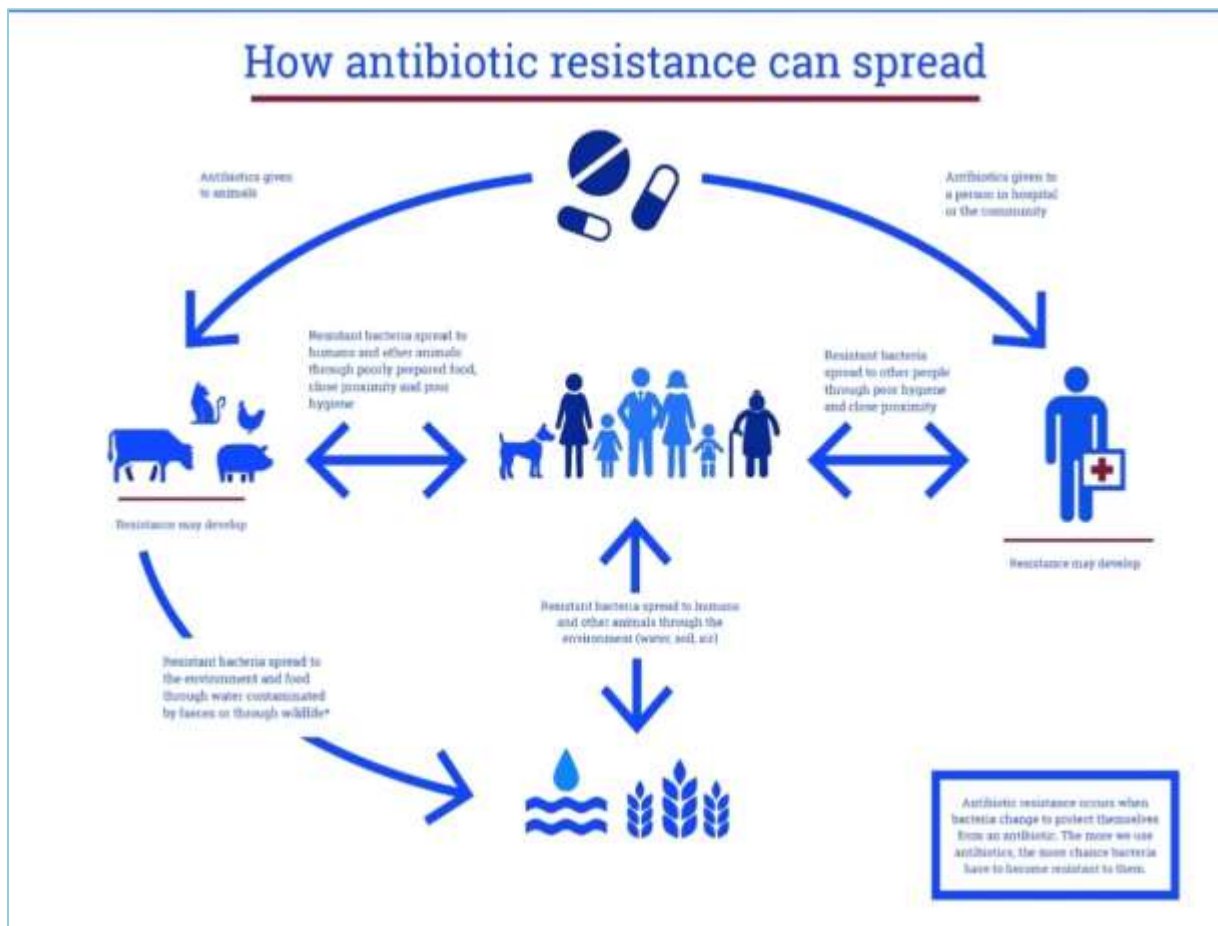 How antibiotic resistance can spread
Antibiotics given
to animals
Antibiotics given to
a person in hospital
or the community
Resistant bacteria spread to
humans and other animals
through poorly prepared food,
close proximity and poor
hygiene
Resistant bacteria
spread to other people
through poor hygiene
and close proximity
Resistance may develop
Resistance may develop
Resistant bacteria spread to humans
and other animals through the
environment (water, soil, air)
Resistant bacteria spread to
the environment and food
through water contaminated
by faeces or through wildlife*
Antibiotic resistance occurs when
bacteria change to protect themselves
from an antibiotic. The more we use
antibiotics, the more chance bacteria
have to become resistant to them.